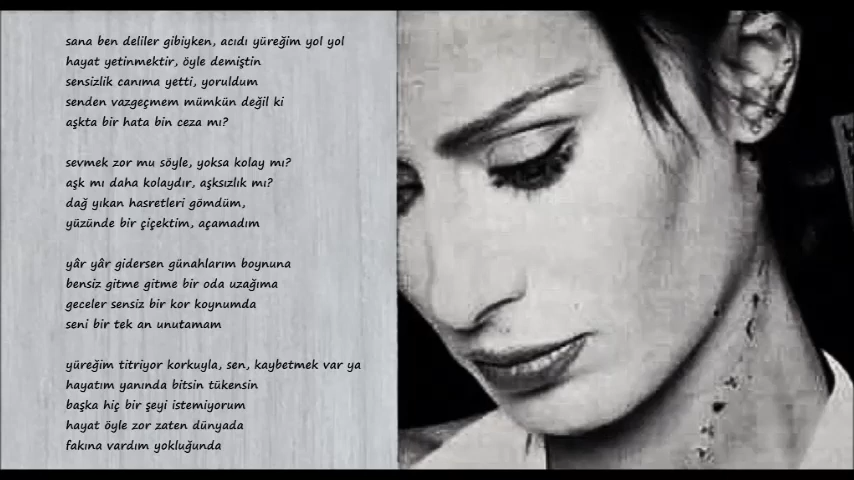 sana ben deliler gibiyken, acıdı yüreğim yol yol
hayat yetinmektir, öyle demiştin
sensizlik canıma yetti, yoruldum
senden vazgeçmem mümkün değil ki
aşkta bir hata bin ceza mı?
sevmek zor mu söyle, yoksa kolay mı?
aşk mı daha kolaydır, aşksızlık mı?
dağ yıkan hasretleri gömdüm,
yüzünde bir çiçektim, açamadım
yâr yâr gidersen günahlarım boynuna
bensiz gitme gitme bir oda uzağıma
geceler sensiz bir kor koynumda
seni bir tek an unutamam
yüreğim titriyor korkuyla, sen, kaybetmek var ya
hayatım yanında bitsin tükensin
başka hiç bir şeyi istemiyorum
hayat öyle zor zaten dünyada
fakına vardım yokluğunda